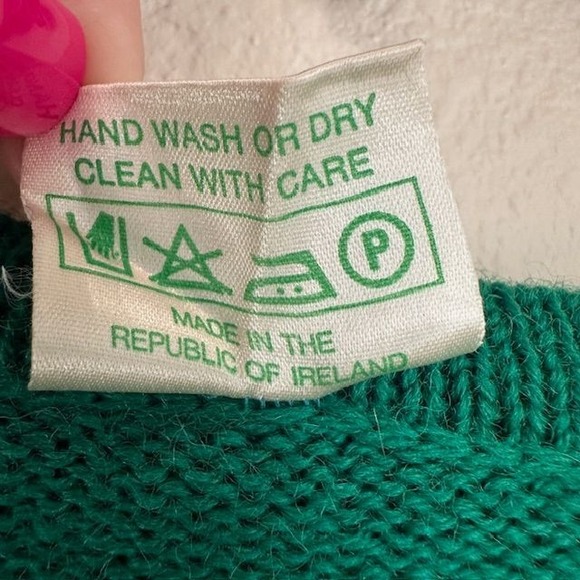 HAND WASH OR DRY
CLEAN WITH CARE
P
MADE IN THE
REPUBLIC OF IRELAND